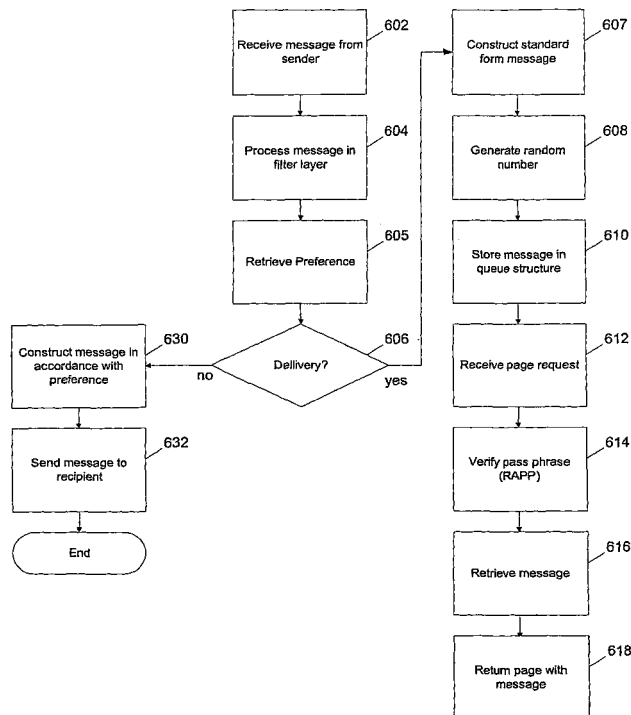 Receive message from
sender
602
Process message in
filter layer
604
Retrieve Preference
605
Dellivery?
606
no
yes
Construct message in
accordance with
preference
630
Send message to
recipient
632
End
Construct standard
form message
607
Generate random
number
608
Store message in
queue structure
610
Receive page request
612
Verify pass phrase
(RAPP)
614
Retrieve message
616
Return page with
message
618